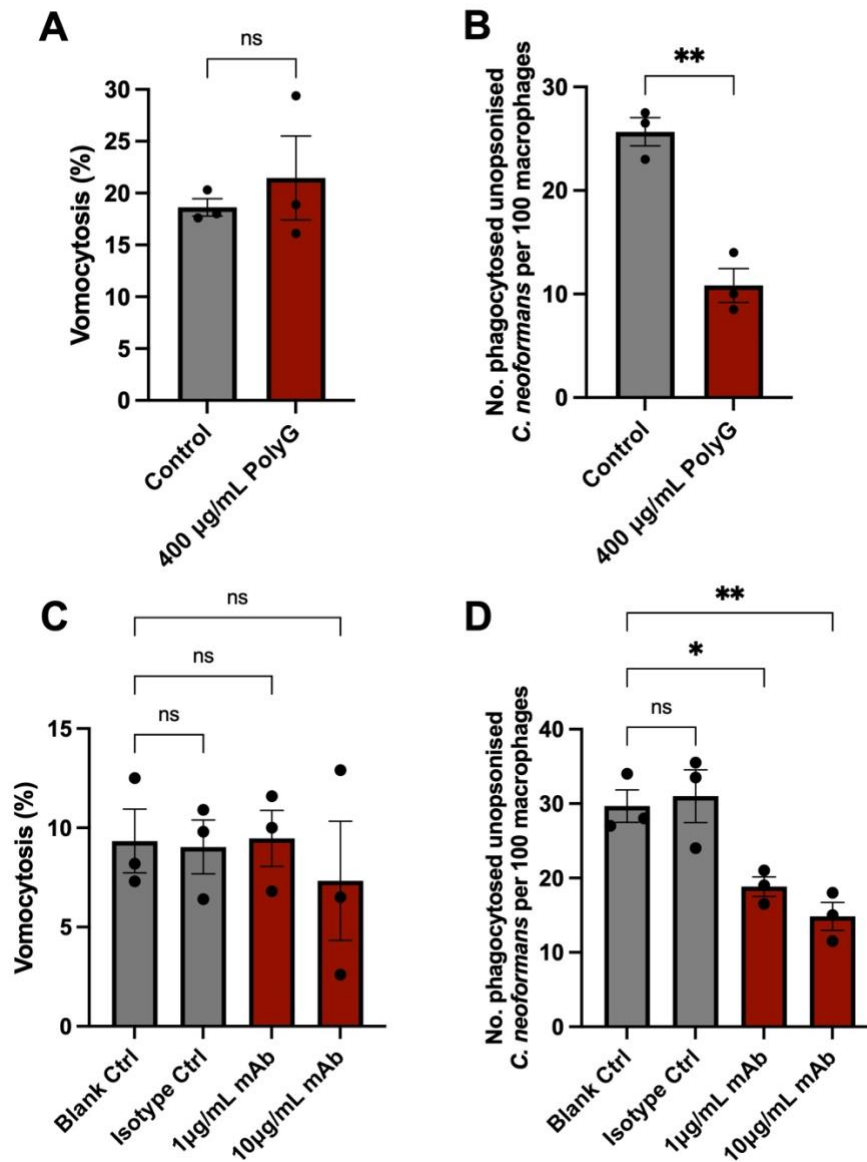 A
ns
Vomocytosis (%)
30
25
20
15
10
5
0
Control
400 µg/mL PolyG
B
**
No. phagocytosed unopsonised
C. neoformans per 100 macrophages
30
20
10
0
Control
400 µg/mL PolyG
C
ns
ns
ns
Vomocytosis (%)
15
10
5
0
Blank Ctrl
Isotype Ctrl
1µg/mL mAb
10µg/mL mAb
D
**
*
ns
No. phagocytosed unopsonised
C. neoformans per 100 macrophages
40
30
20
10
0
Blank Ctrl
Isotype Ctrl
1µg/mL mAb
10µg/mL mAb